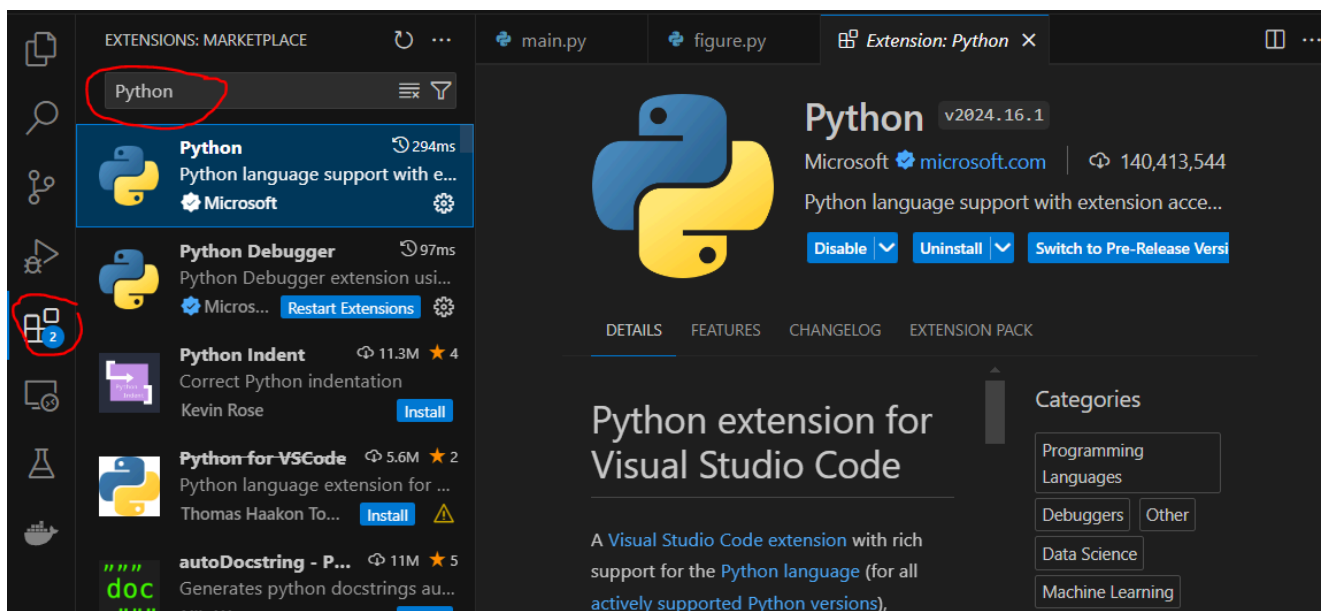 EXTENSIONS: MARKETPLACE
Python
Python 294ms
Python language support with e...
Microsoft
Python Debugger 97ms
Python Debugger extension usi...
Micros... Restart Extensions
2
Python Indent 11.3M ★ 4
Correct Python indentation
Kevin Rose Install
Python for VSCode 5.6M ★ 2
Python language extension for ...
Thomas Haakon To... Install
autoDocstring - P... 11M ★ 5
Generates python docstrings au...
"""
doc
"""
main.py figure.py Extension: Python
Python v2024.16.1
Microsoft microsoft.com 140,413,544
Python language support with extension acce...
Disable Uninstall Switch to Pre-Release Versi
DETAILS FEATURES CHANGELOG EXTENSION PACK
Python extension for
Visual Studio Code
A Visual Studio Code extension with rich
support for the Python language (for all
actively supported Python versions),
Categories
Programming
Languages
Debuggers Other
Data Science
Machine Learning